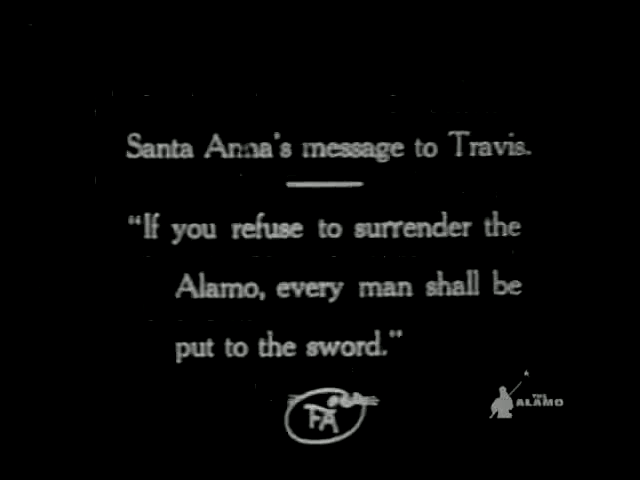 Santa Anna's message to Travis.
"If you refuse to surrender the
Alamo, every man shall be
put to the sword."
FA
THE
ALAMO